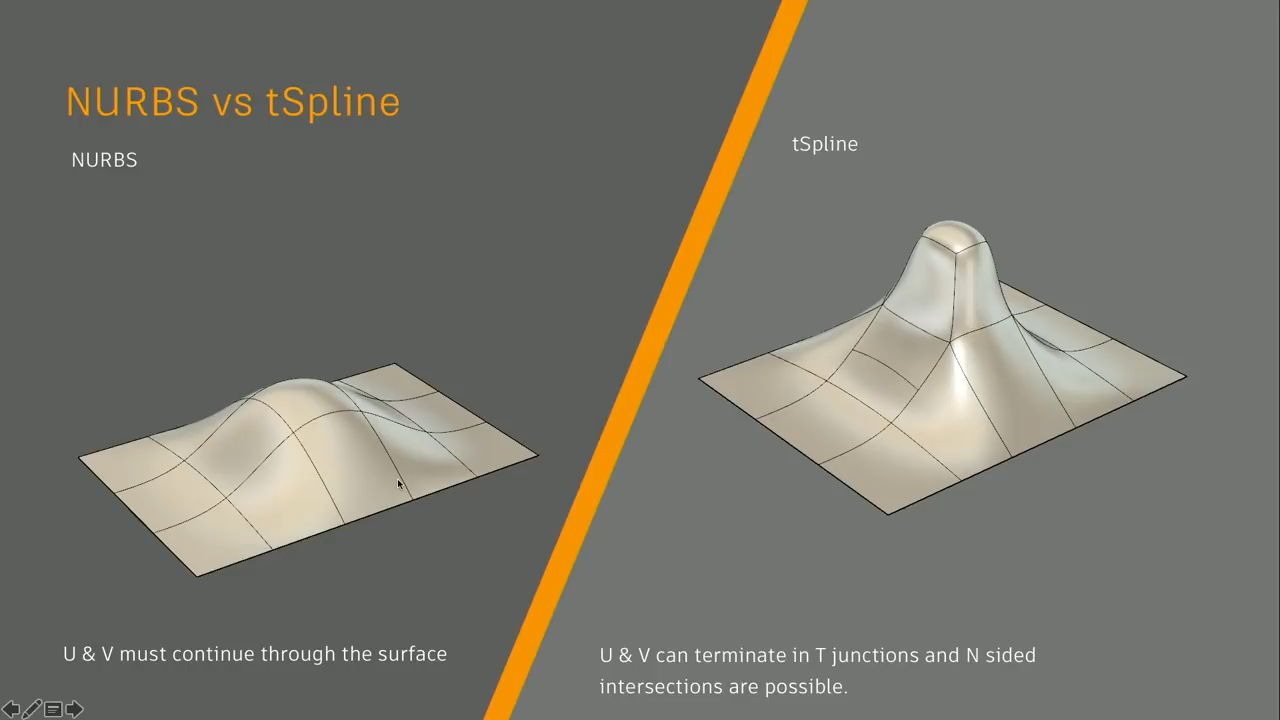 NURBS vs tSpline
NURBS
tSpline
U & V must continue through the surface
U & V can terminate in T junctions and N sided
intersections are possible.